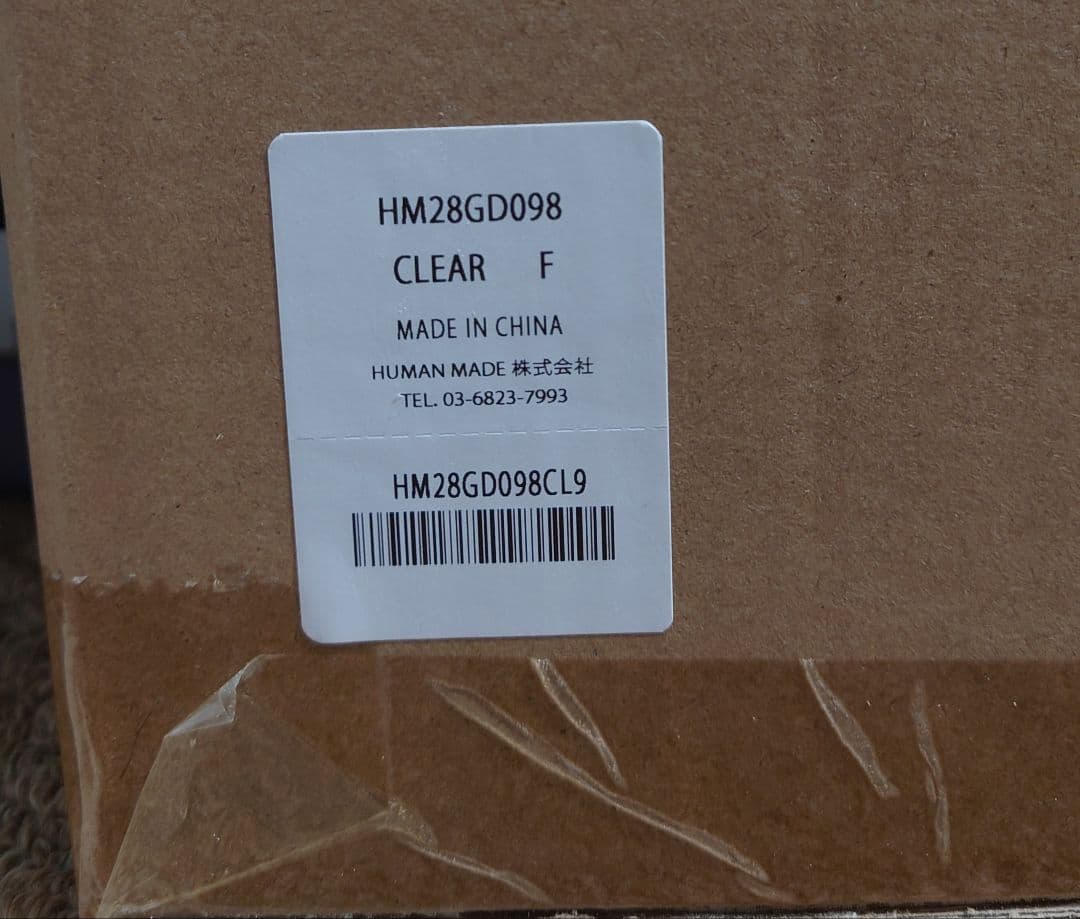 HM28GD098
CLEAR F
MADE IN CHINA
HUMAN MADE 株式会社
TEL. 03-6823-7993
HM28GD098CL9